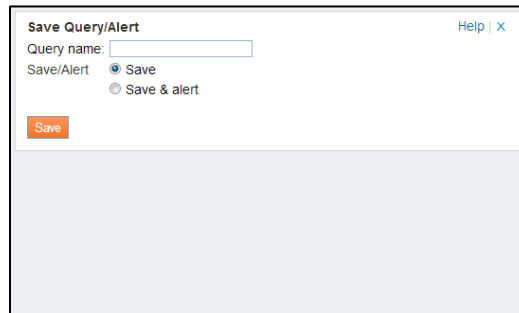 Save Query/Alert Help | X
Query name:
Save/Alert Save
Save & alert
Save